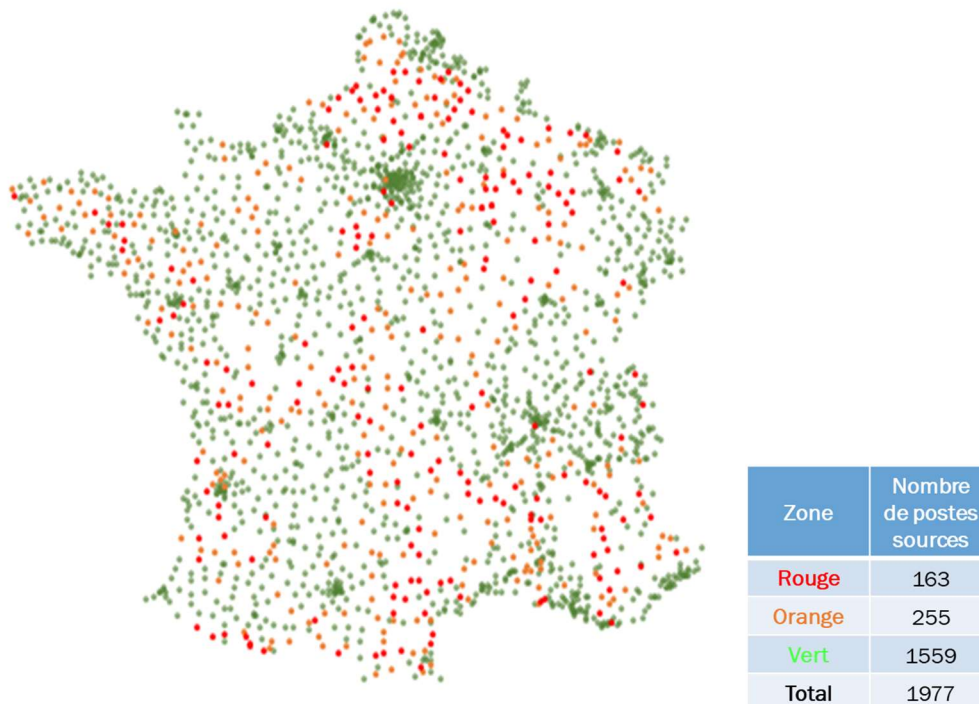 Zone
Nombre
de postes
sources
Rouge 163
Orange 255
Vert 1559
Total 1977